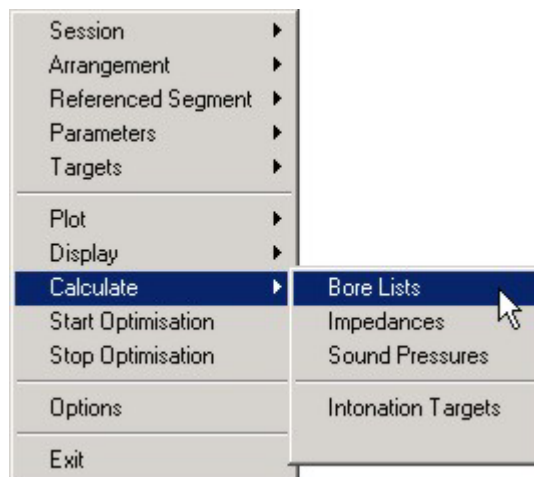 Session
Arrangement
Referenced Segment
Parameters
Targets
Plot
Display
Calculate
Start Optimisation
Stop Optimisation
Options
Exit
Bore Lists
Impedances
Sound Pressures
Intonation Targets